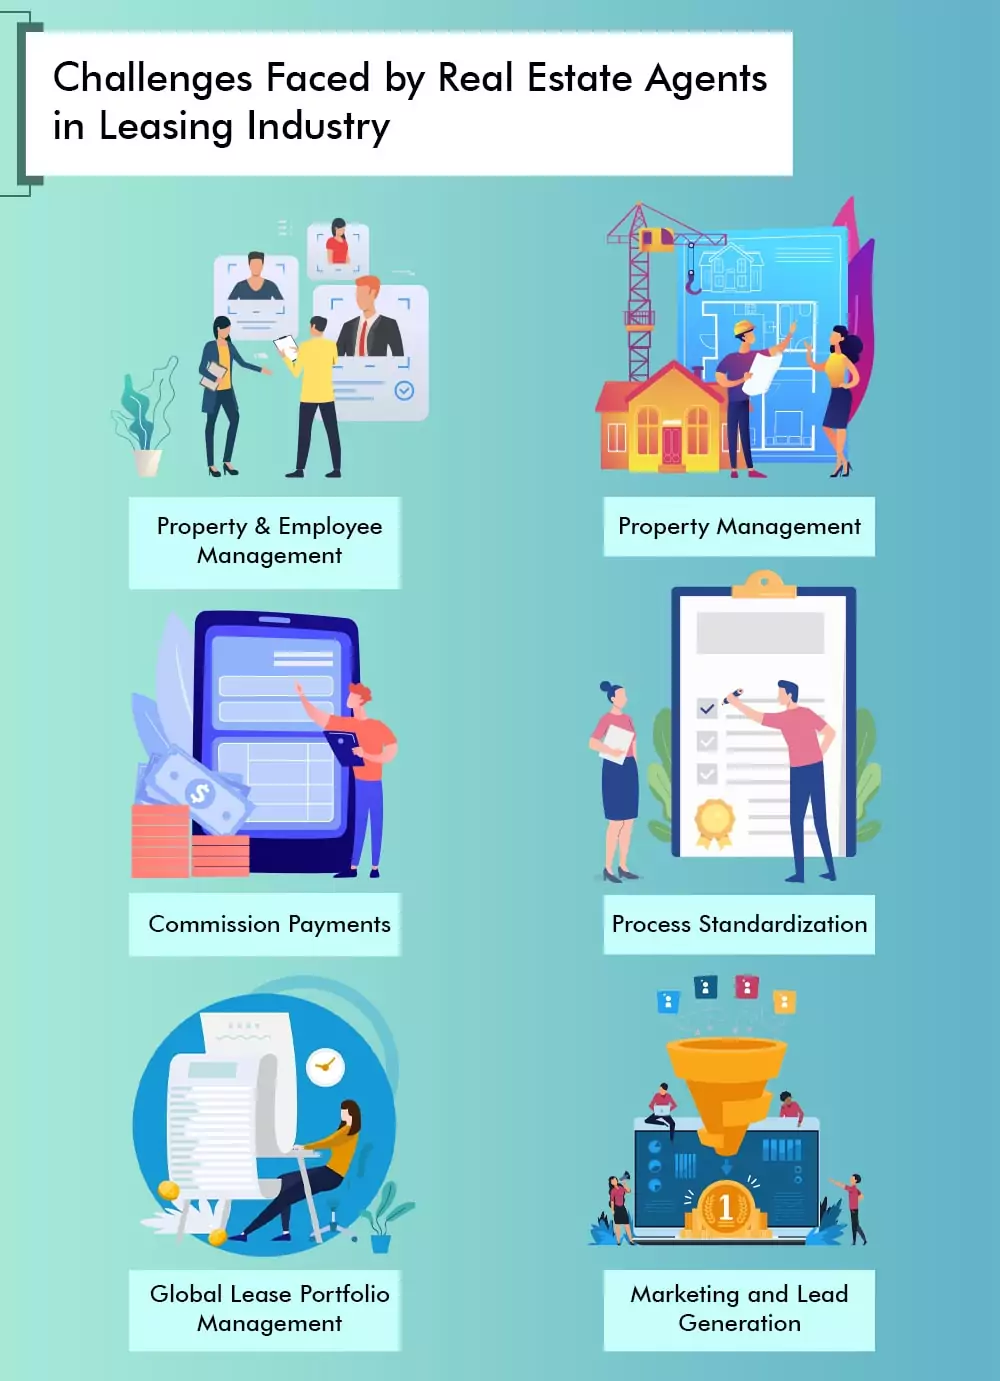 Challenges Faced by Real Estate Agents
in Leasing Industry
Property & Employee
Management
Property Management
$
Commission Payments
Process Standardization
1
Global Lease Portfolio
Management
Marketing and Lead
Generation